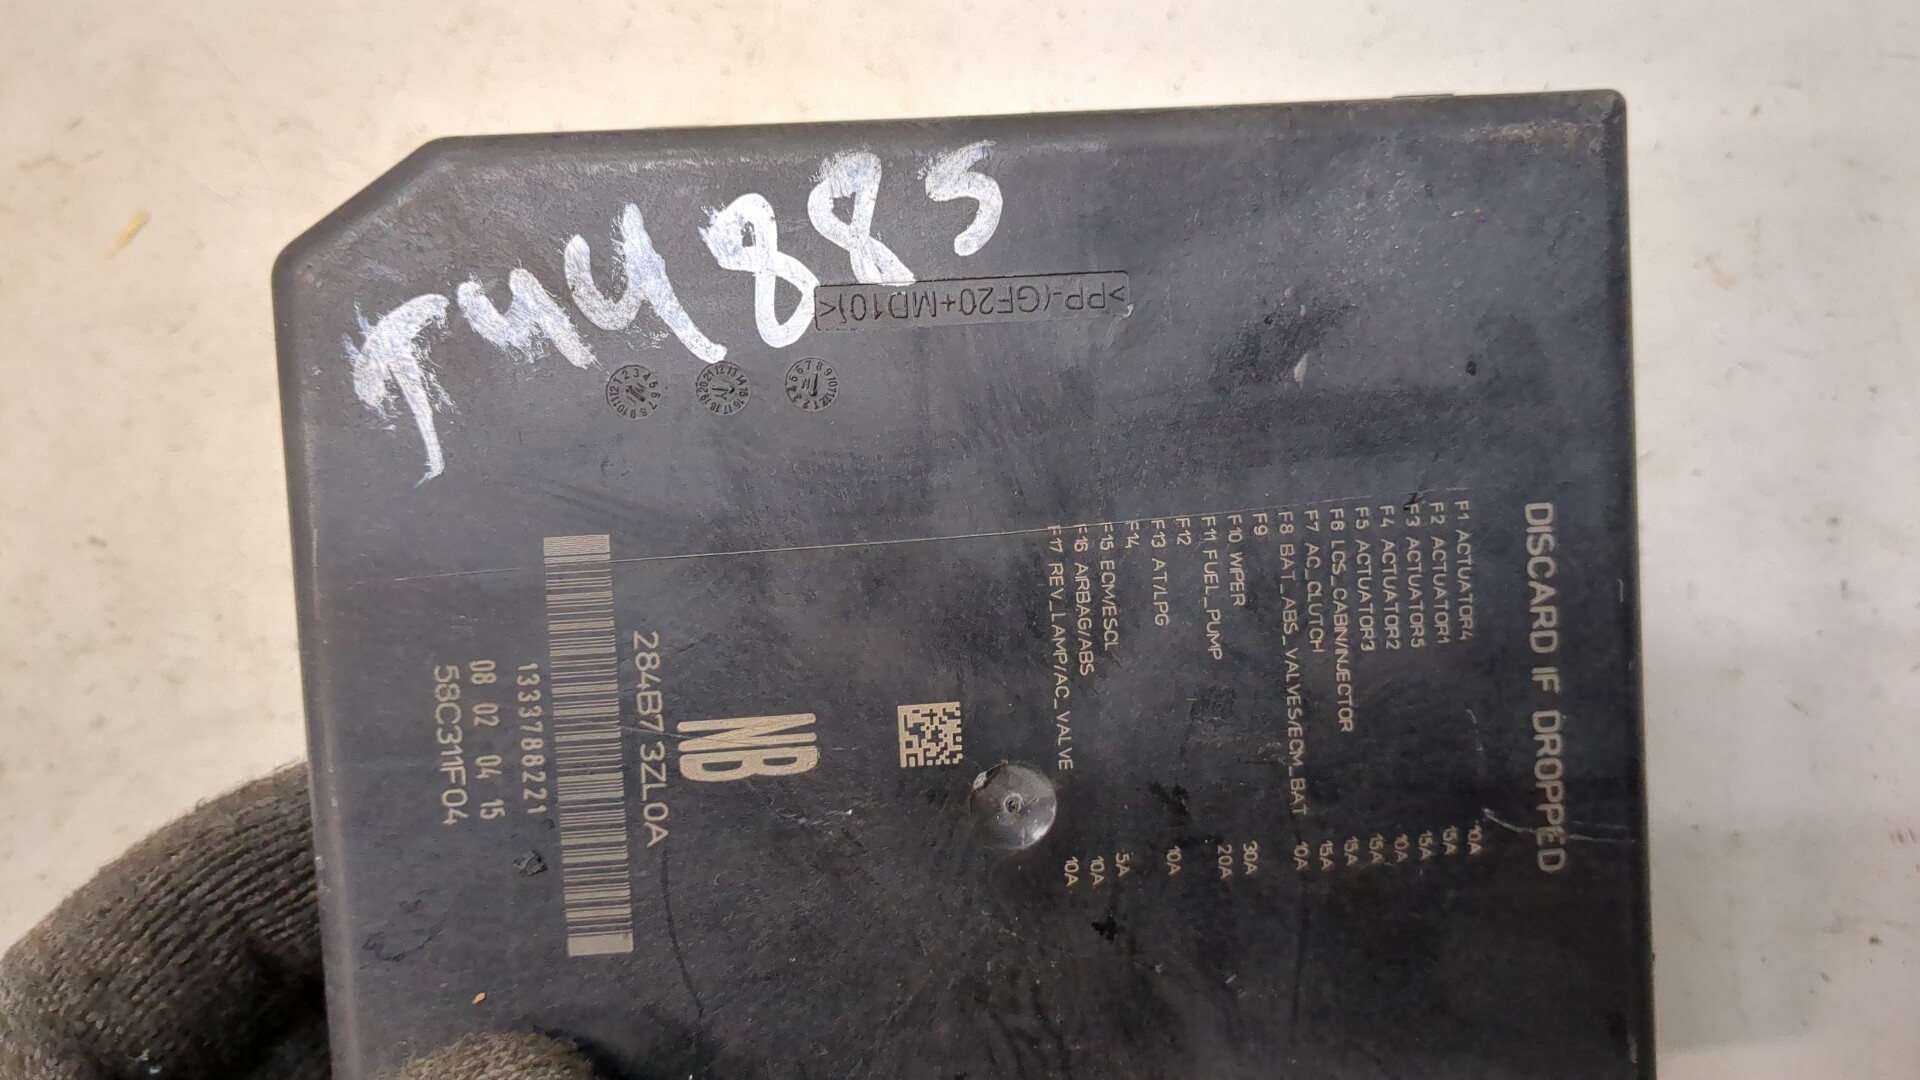 T44885
>PP-(GF20+MD10)<
DISCARD IF DROPPED
F1 ACTUATOR4 10A
F2 ACTUATOR1 15A
F3 ACTUATOR5 15A
F4 ACTUATOR2 10A
F5 ACTUATOR3 15A
F6 LCS_CABIN/INJECTOR 15A
F7 AC_CLUTCH 15A
F8 BAT_ABS_VALVES/ECM_BAT 10A
F9
F10 WIPER 30A
F11 FUEL_PUMP 20A
F12
F13 AT/LPG 10A
F14
F15 ECM/ESCL 5A
F16 AIRBAG/ABS 10A
F17 REV_LAMP/AC_VALVE 10A
NB
284B7 3ZL0A
1333788221
08 02 04 15
58C311F04